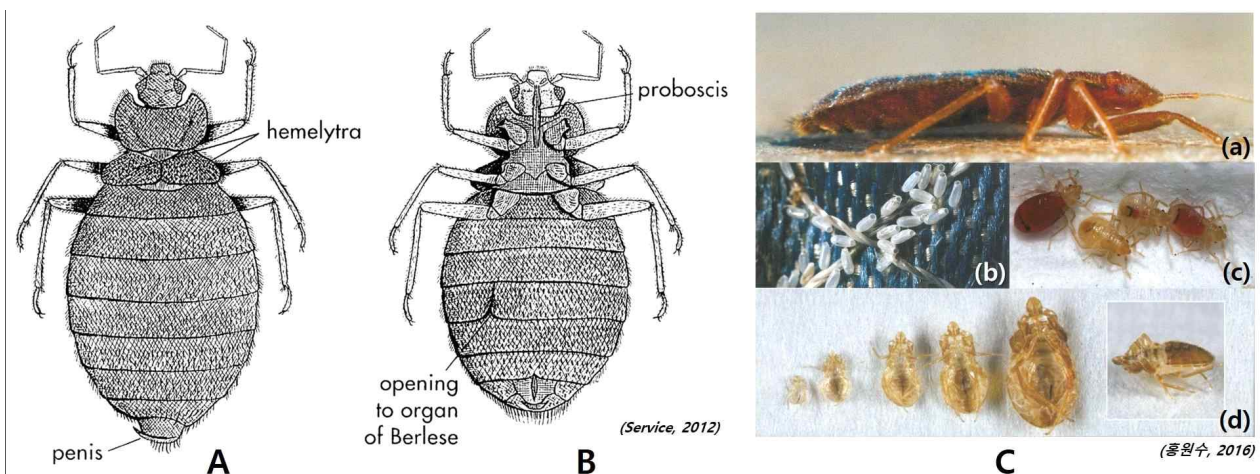 hemelytra
penis
A
proboscis
opening
to organ
of Berlese
(Service, 2012)
B
(a)
(b)
(c)
(d)
C
(홍원수, 2016)